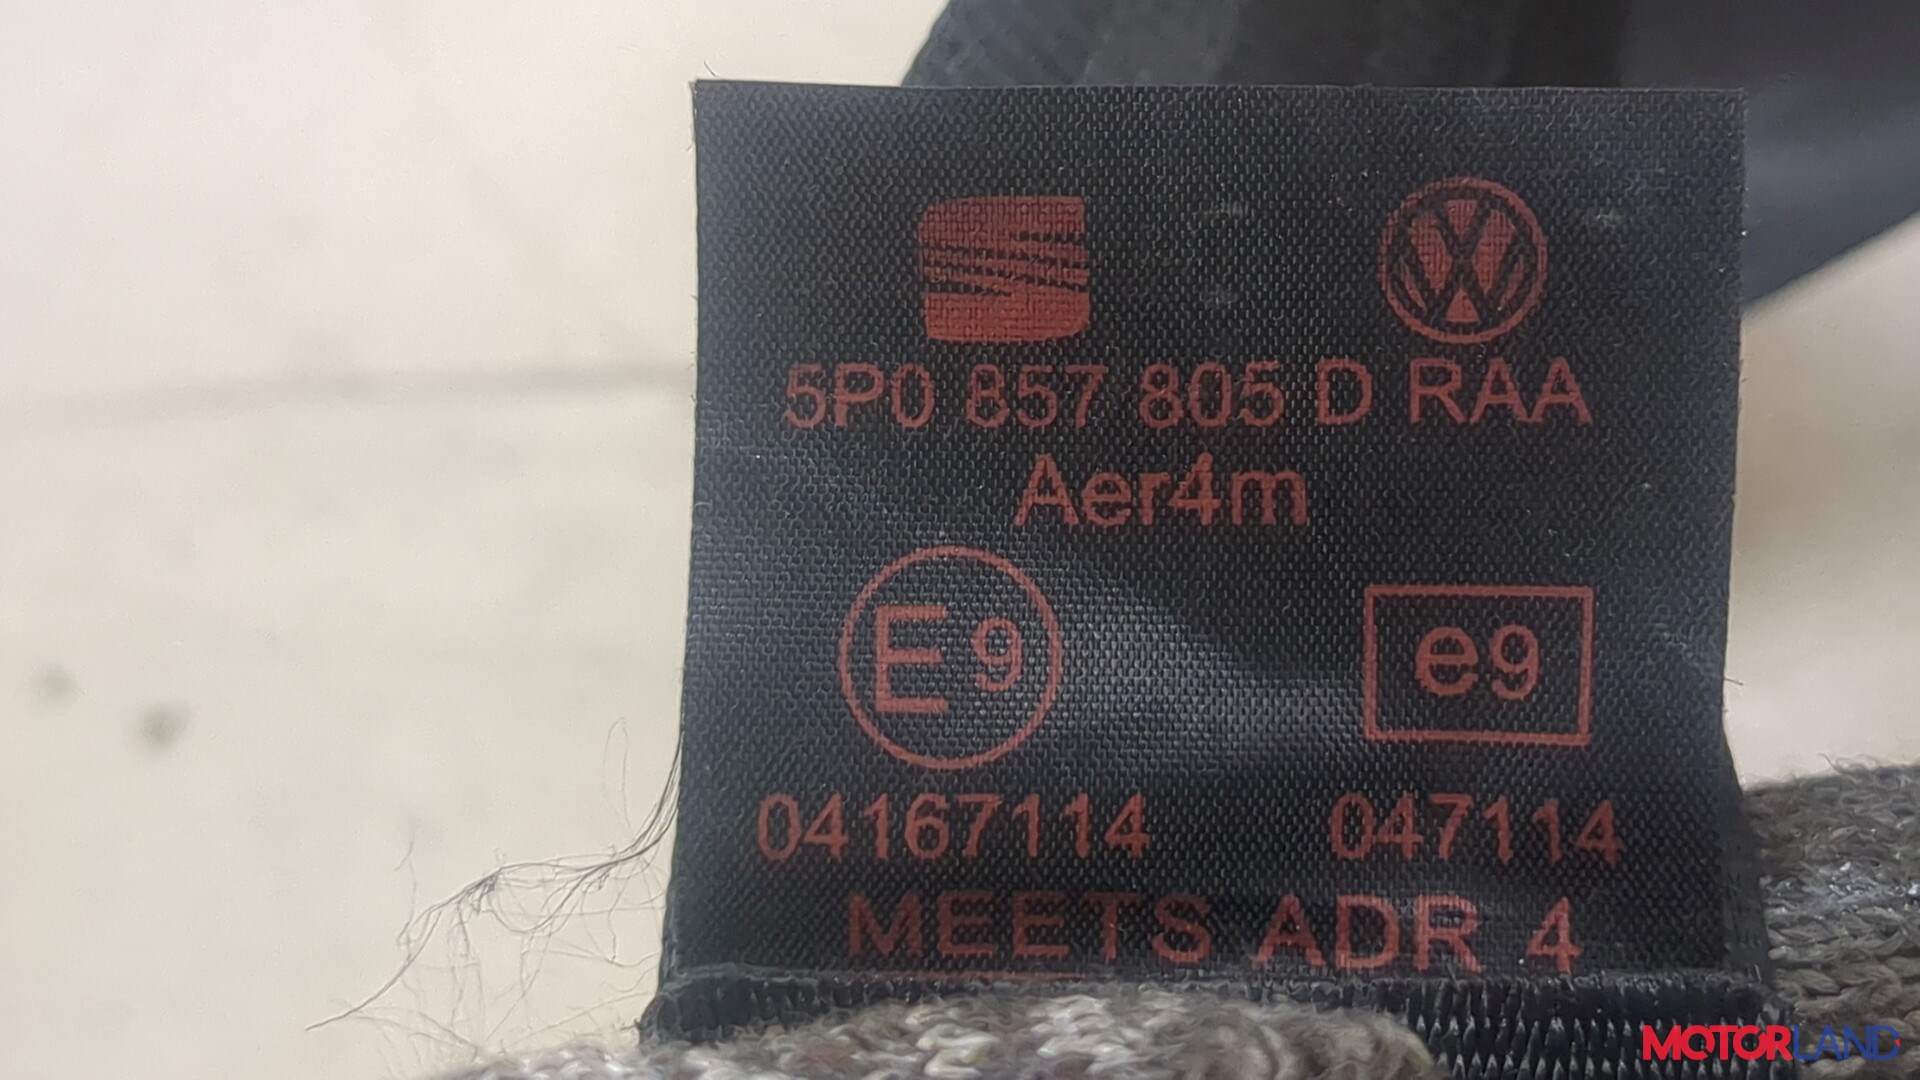 5P0 857 805 D RAA
Aer4m
E9 e9
04167114 047114
MEETS ADR 4
MOTORLAND